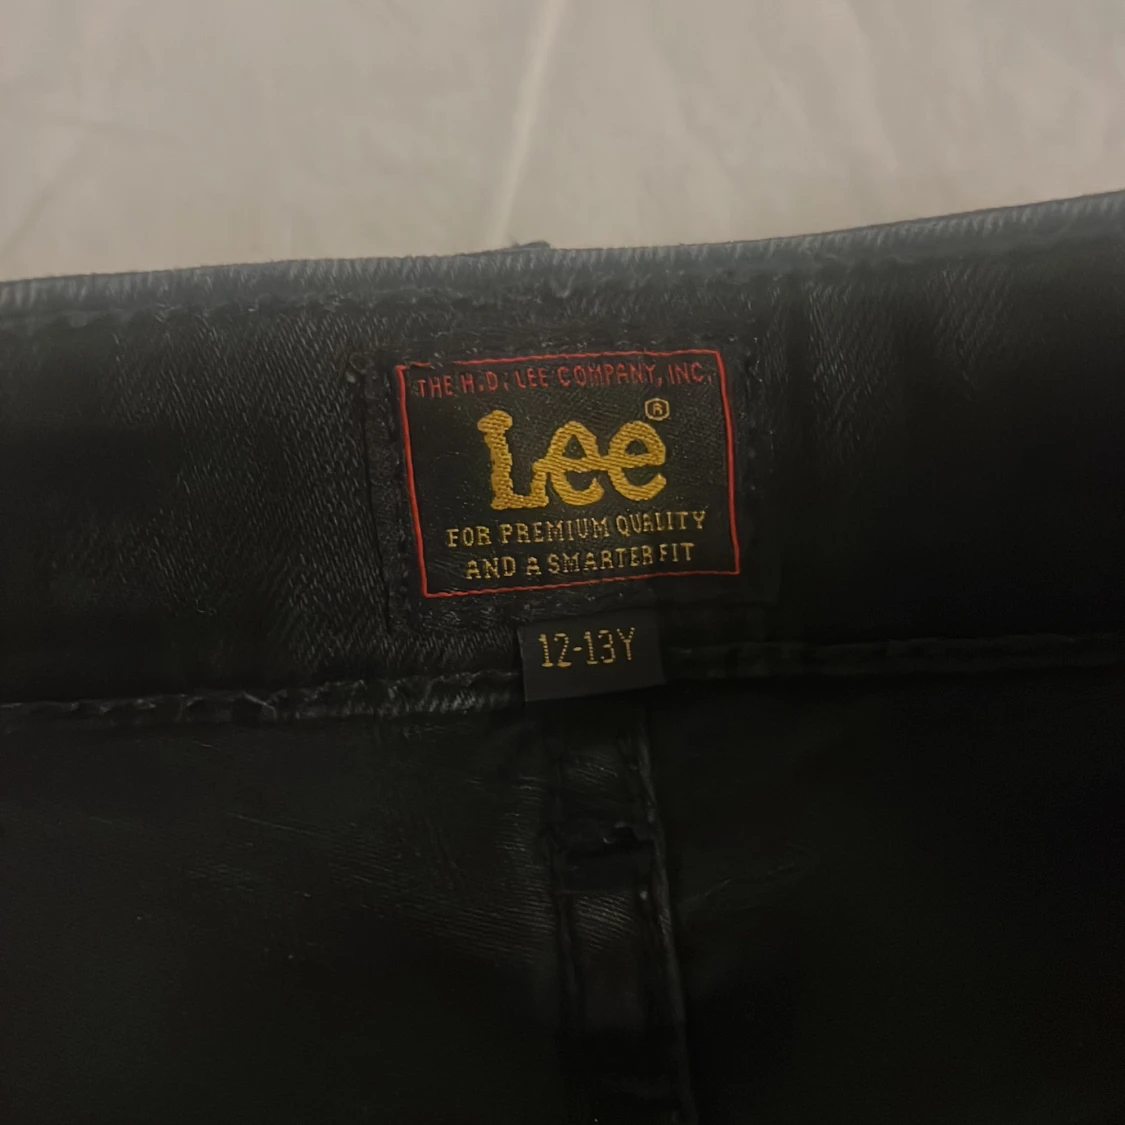 THE H.D. LEE COMPANY, INC.
Lee®
FOR PREMIUM QUALITY
AND A SMARTER FIT
12-13Y